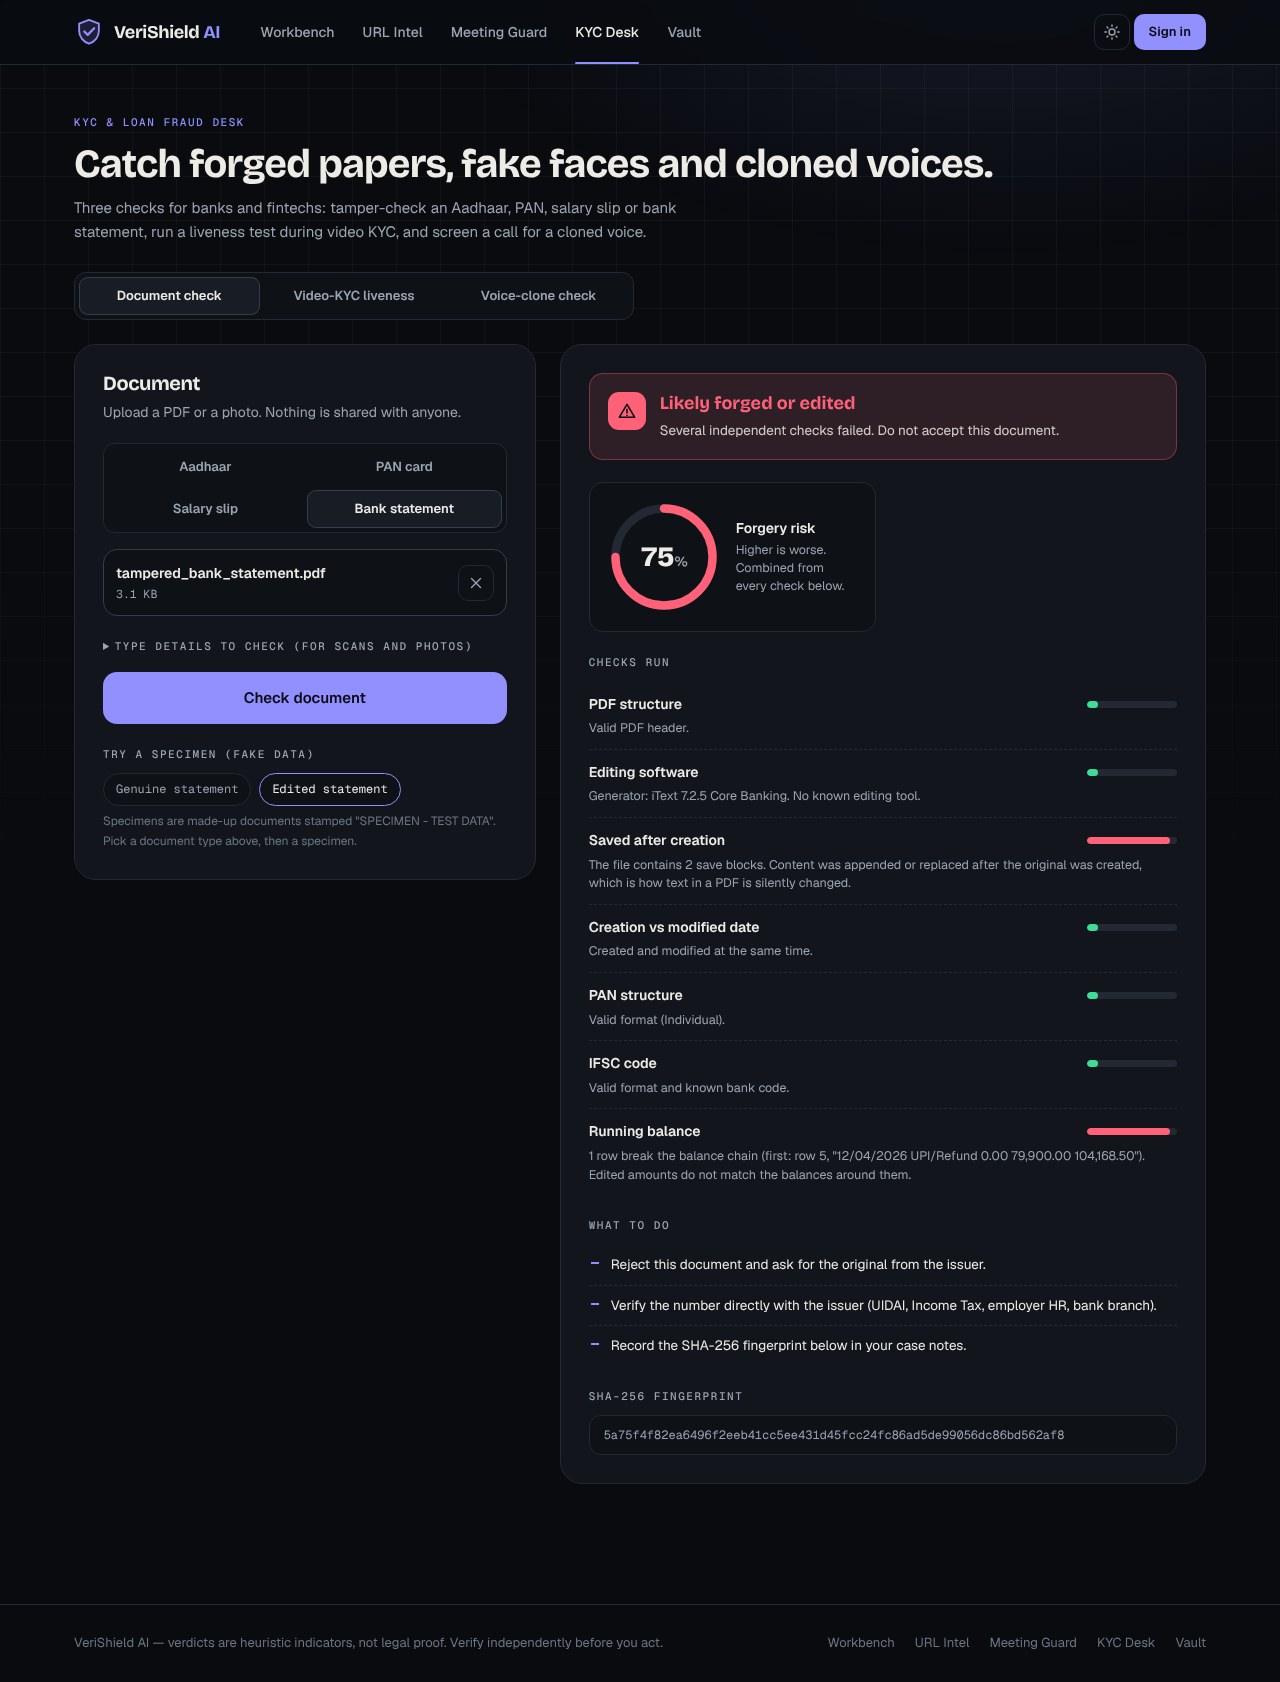 VeriShield AI
Workbench
URL Intel
Meeting Guard
KYC Desk
Vault
Sign in
KYC & LOAN FRAUD DESK
Catch forged papers, fake faces and cloned voices.
Three checks for banks and fintechs: tamper-check an Aadhaar, PAN, salary slip or bank
statement, run a liveness test during video KYC, and screen a call for a cloned voice.
Document check
Video-KYC liveness
Voice-clone check
Document
Upload a PDF or a photo. Nothing is shared with anyone.
Aadhaar
PAN card
Salary slip
Bank statement
tampered_bank_statement.pdf
3.1 KB
TYPE DETAILS TO CHECK (FOR SCANS AND PHOTOS)
Check document
TRY A SPECIMEN (FAKE DATA)
Genuine statement
Edited statement
Specimens are made-up documents stamped "SPECIMEN - TEST DATA".
Pick a document type above, then a specimen.
Likely forged or edited
Several independent checks failed. Do not accept this document.
75%
Forgery risk
Higher is worse.
Combined from
every check below.
CHECKS RUN
PDF structure
Valid PDF header.
Editing software
Generator: iText 7.2.5 Core Banking. No known editing tool.
Saved after creation
The file contains 2 save blocks. Content was appended or replaced after the original was created,
which is how text in a PDF is silently changed.
Creation vs modified date
Created and modified at the same time.
PAN structure
Valid format (Individual).
IFSC code
Valid format and known bank code.
Running balance
1 row break the balance chain (first: row 5, "12/04/2026 UPI/Refund 0.00 79,900.00 104,168.50").
Edited amounts do not match the balances around them.
WHAT TO DO
Reject this document and ask for the original from the issuer.
Verify the number directly with the issuer (UIDAI, Income Tax, employer HR, bank branch).
Record the SHA-256 fingerprint below in your case notes.
SHA-256 FINGERPRINT
5a75f4f82ea6496f2eeb41cc5ee431d45fcc24fc86ad5de99056dc86bd562af8
VeriShield AI — verdicts are heuristic indicators, not legal proof. Verify independently before you act.
Workbench
URL Intel
Meeting Guard
KYC Desk
Vault